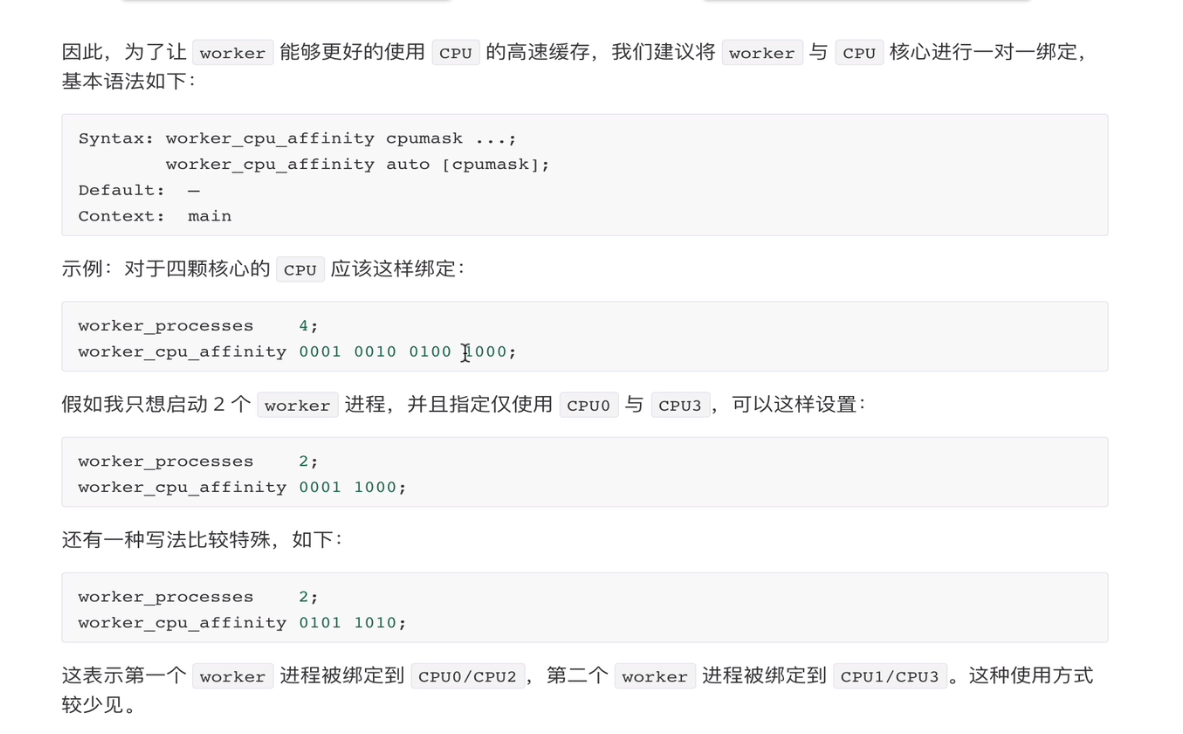 因此，为了让 worker 能够更好的使用 CPU 的高速缓存，我们建议将 worker 与 CPU 核心进行一对一绑定，
基本语法如下：
Syntax: worker_cpu_affinity cpumask ...;
        worker_cpu_affinity auto [cpumask];
Default:  —
Context:  main
示例：对于四颗核心的 CPU 应该这样绑定：
worker_processes    4;
worker_cpu_affinity 0001 0010 0100 1000;
假如我只想启动 2 个 worker 进程，并且指定仅使用 CPU0 与 CPU3，可以这样设置：
worker_processes    2;
worker_cpu_affinity 0001 1000;
还有一种写法比较特殊，如下：
worker_processes    2;
worker_cpu_affinity 0101 1010;
这表示第一个 worker 进程被绑定到 CPU0/CPU2，第二个 worker 进程被绑定到 CPU1/CPU3。这种使用方式
较少见。